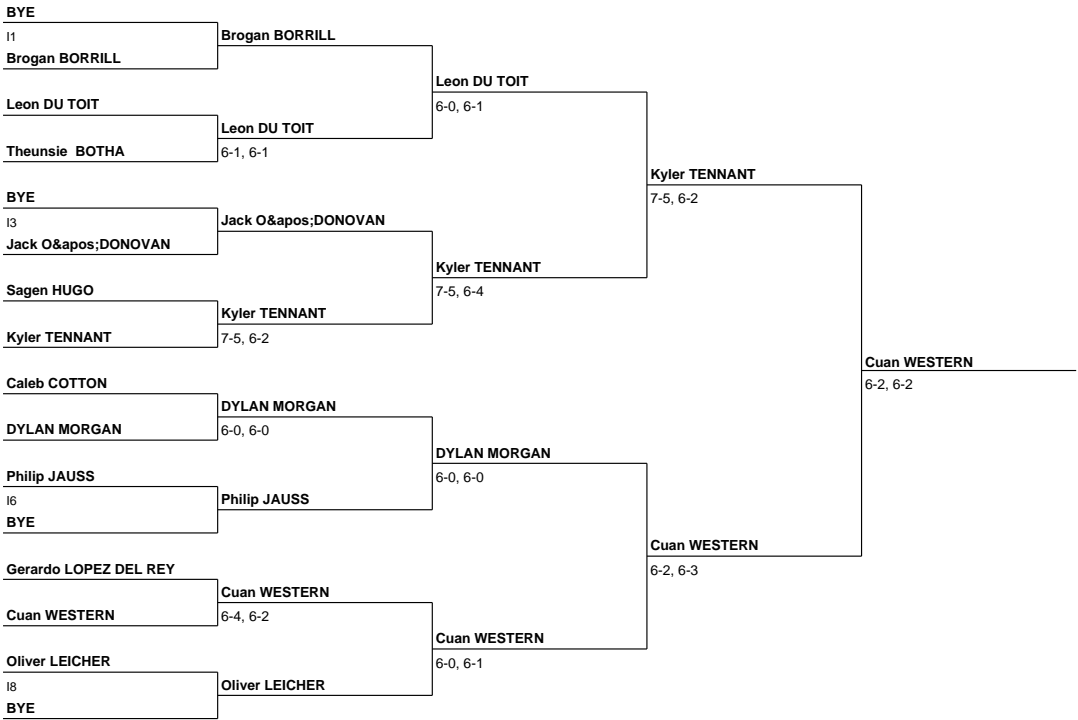 BYE
I1
Brogan BORRILL
Brogan BORRILL
Leon DU TOIT
6-0, 6-1
Leon DU TOIT
Leon DU TOIT
6-1, 6-1
Theunsie  BOTHA
Kyler TENNANT
7-5, 6-2
BYE
I3
Jack O&apos;DONOVAN
Jack O&apos;DONOVAN
Kyler TENNANT
7-5, 6-4
Sagen HUGO
Kyler TENNANT
7-5, 6-2
Kyler TENNANT
Cuan WESTERN
6-2, 6-2
Caleb COTTON
DYLAN MORGAN
6-0, 6-0
DYLAN MORGAN
DYLAN MORGAN
6-0, 6-0
Philip JAUSS
I6
Philip JAUSS
BYE
Cuan WESTERN
6-2, 6-3
Gerardo LOPEZ DEL REY
Cuan WESTERN
6-4, 6-2
Cuan WESTERN
Cuan WESTERN
6-0, 6-1
Oliver LEICHER
I8
Oliver LEICHER
BYE